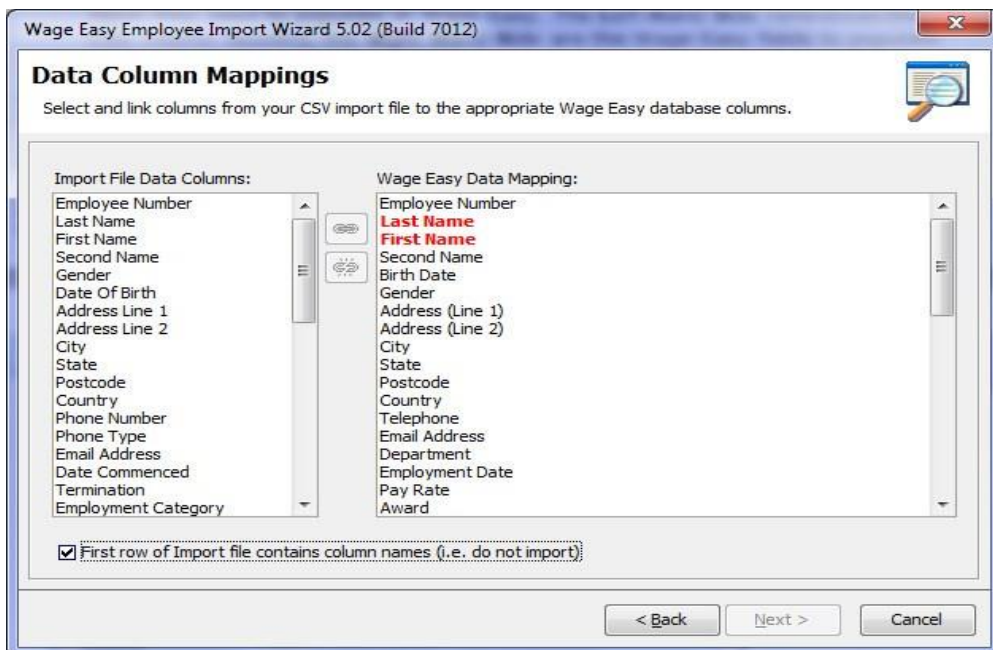 Wage Easy Employee Import Wizard 5.02 (Build 7012)
Data Column Mappings
Select and link columns from your CSV import file to the appropriate Wage Easy database columns.
Import File Data Columns:
Employee Number
Last Name
First Name
Second Name
Gender
Date Of Birth
Address Line 1
Address Line 2
City
State
Postcode
Country
Phone Number
Phone Type
Email Address
Date Commenced
Termination
Employment Category
Wage Easy Data Mapping:
Employee Number
Last Name
First Name
Second Name
Birth Date
Gender
Address (Line 1)
Address (Line 2)
City
State
Postcode
Country
Telephone
Email Address
Department
Employment Date
Pay Rate
Award
First row of Import file contains column names (i.e. do not import)
< Back
Next >
Cancel